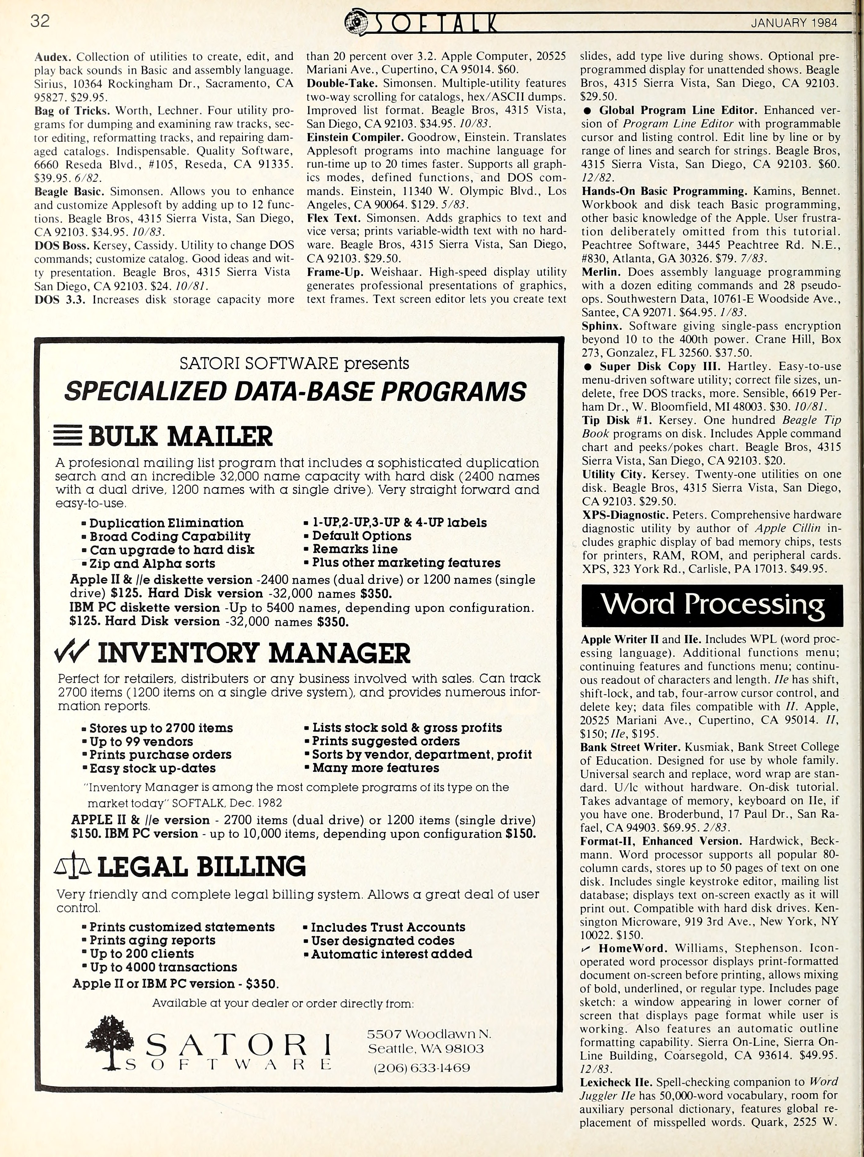 32
SOFTALK
JANUARY 1984
Audex. Collection of utilities to create, edit, and
play back sounds in Basic and assembly language.
Sirius, 10364 Rockingham Dr., Sacramento, CA
95827. $29.95.
Bag of Tricks. Worth, Lechner. Four utility pro-
grams for dumping and examining raw tracks, sec-
tor editing, reformatting tracks, and repairing dam-
aged catalogs. Indispensable. Quality Software,
6660 Reseda Blvd., #105, Reseda, CA 91335.
$39.95. 6/82.
Beagle Basic. Simonsen. Allows you to enhance
and customize Applesoft by adding up to 12 func-
tions. Beagle Bros, 4315 Sierra Vista, San Diego,
CA 92103. $34.95. 10/83.
DOS Boss. Kersey, Cassidy. Utility to change DOS
commands; customize catalog. Good ideas and wit-
ty presentation. Beagle Bros, 4315 Sierra Vista
San Diego, CA 92103. $24. 10/81.
DOS 3.3. Increases disk storage capacity more
than 20 percent over 3.2. Apple Computer, 20525
Mariani Ave., Cupertino, CA 95014. $60.
Double-Take. Simonsen. Multiple-utility features
two-way scrolling for catalogs, hex/ASCII dumps.
Improved list format. Beagle Bros, 4315 Sierra Vista,
San Diego, CA 92103. $34.95. 10/83.
Einstein Compiler. Goodrow, Einstein. Translates
Applesoft programs into machine language for
run-time up to 20 times faster. Supports all graph-
ics modes, defined functions, and DOS com-
mands. Einstein, 11340 W. Olympic Blvd., Los
Angeles, CA 90064. $129. 5/83.
Flex Text. Simonsen. Adds graphics to text and
vice versa; prints variable-width text with no hard-
ware. Beagle Bros, 4315 Sierra Vista, San Diego,
CA 92103. $29.50.
Frame-Up. Weishaar. High-speed display utility
generates professional presentations of graphics,
text frames. Text screen editor lets you create text
slides, add type live during shows. Optional pre-
programmed display for unattended shows. Beagle
Bros, 4315 Sierra Vista, San Diego, CA 92103.
$29.50.
● Global Program Line Editor. Enhanced ver-
sion of Program Line Editor with programmable
cursor and listing control. Edit line by line or by
range of lines and search for strings. Beagle Bros,
4315 Sierra Vista, San Diego, CA 92103. $60.
12/82.
Hands-On Basic Programming. Kamins, Bennet.
Workbook and disk teach Basic programming,
other basic knowledge of the Apple. User frustra-
tion deliberately omitted from this tutorial.
Peachtree Software, 3445 Peachtree Rd. N.E.,
#830, Atlanta, GA 30326. $79. 7/83.
Merlin. Does assembly language programming
with a dozen editing commands and 28 pseudo-
ops. Southwestern Data, 10761-E Woodside Ave.,
Santee, CA 92071. $64.95. 1/83.
Sphinx. Software giving single-pass encryption
beyond 10 to the 400th power. Crane Hill, Box
273, Gonzalez, FL 32560. $37.50.
● Super Disk Copy III. Hartley. Easy-to-use
menu-driven software utility; correct file sizes, un-
delete, free DOS tracks, more. Sensible, 6619 Per-
ham Dr., W. Bloomfield, MI 48003. $30. 10/81.
Tip Disk #1. Kersey. One hundred Beagle Tip
Book programs on disk. Includes Apple command
chart and peeks/pokes chart. Beagle Bros, 4315
Sierra Vista, San Diego, CA 92103. $20.
Utility City. Kersey. Twenty-one utilities on one
disk. Beagle Bros, 4315 Sierra Vista, San Diego,
CA 92103. $29.50.
XPS-Diagnostic. Peters. Comprehensive hardware
diagnostic utility by author of Apple Cillin in-
cludes graphic display of bad memory chips, tests
for printers, RAM, ROM, and peripheral cards.
XPS, 323 York Rd., Carlisle, PA 17013. $49.95.
Word Processing
Apple Writer II and IIe. Includes WPL (word proc-
essing language). Additional functions menu;
continuing features and functions menu; continu-
ous readout of characters and length. IIe has shift,
shift-lock, and tab, four-arrow cursor control, and
delete key; data files compatible with II. Apple,
20525 Mariani Ave., Cupertino, CA 95014. II,
$150; IIe, $195.
Bank Street Writer. Kusmiak, Bank Street College
of Education. Designed for use by whole family.
Universal search and replace, word wrap are stan-
dard. U/lc without hardware. On-disk tutorial.
Takes advantage of memory, keyboard on IIe, if
you have one. Broderbund, 17 Paul Dr., San Ra-
fael, CA 94903. $69.95. 2/83.
Format-II, Enhanced Version. Hardwick, Beck-
mann. Word processor supports all popular 80-
column cards, stores up to 50 pages of text on one
disk. Includes single keystroke editor, mailing list
database; displays text on-screen exactly as it will
print out. Compatible with hard disk drives. Ken-
sington Microware, 919 3rd Ave., New York, NY
10022. $150.
✓ HomeWord. Williams, Stephenson. Icon-
operated word processor displays print-formatted
document on-screen before printing, allows mixing
of bold, underlined, or regular type. Includes page
sketch: a window appearing in lower corner of
screen that displays page format while user is
working. Also features an automatic outline
formatting capability. Sierra On-Line, Sierra On-
Line Building, Coarsegold, CA 93614. $49.95.
12/83.
Lexicheck IIe. Spell-checking companion to Word
Juggler IIe has 50,000-word vocabulary, room for
auxiliary personal dictionary, features global re-
placement of misspelled words. Quark, 2525 W.
SATORI SOFTWARE presents
SPECIALIZED DATA-BASE PROGRAMS
BULK MAILER
A profesional mailing list program that includes a sophisticated duplication
search and an incredible 32,000 name capacity with hard disk (2400 names
with a dual drive, 1200 names with a single drive). Very straight forward and
easy-to-use.
▪ Duplication Elimination
▪ Broad Coding Capability
▪ Can upgrade to hard disk
▪ Zip and Alpha sorts
▪ 1-UP,2-UP,3-UP & 4-UP labels
▪ Default Options
▪ Remarks line
▪ Plus other marketing features
Apple II & //e diskette version -2400 names (dual drive) or 1200 names (single
drive) $125. Hard Disk version -32,000 names $350.
IBM PC diskette version -Up to 5400 names, depending upon configuration.
$125. Hard Disk version -32,000 names $350.
INVENTORY MANAGER
Perfect for retailers, distributers or any business involved with sales. Can track
2700 items (1200 items on a single drive system), and provides numerous infor-
mation reports.
▪ Stores up to 2700 items
▪ Up to 99 vendors
▪ Prints purchase orders
▪ Easy stock up-dates
▪ Lists stock sold & gross profits
▪ Prints suggested orders
▪ Sorts by vendor, department, profit
▪ Many more features
"Inventory Manager is among the most complete programs of its type on the
market today" SOFTALK, Dec. 1982
APPLE II & //e version - 2700 items (dual drive) or 1200 items (single drive)
$150. IBM PC version - up to 10,000 items, depending upon configuration $150.
LEGAL BILLING
Very friendly and complete legal billing system. Allows a great deal of user
control.
▪ Prints customized statements
▪ Prints aging reports
▪ Up to 200 clients
▪ Up to 4000 transactions
▪ Includes Trust Accounts
▪ User designated codes
▪ Automatic interest added
Apple II or IBM PC version - $350.
Available at your dealer or order directly from:
SATORI
SOFTWARE
5507 Woodlawn N.
Seattle, WA 98103
(206) 633-1469